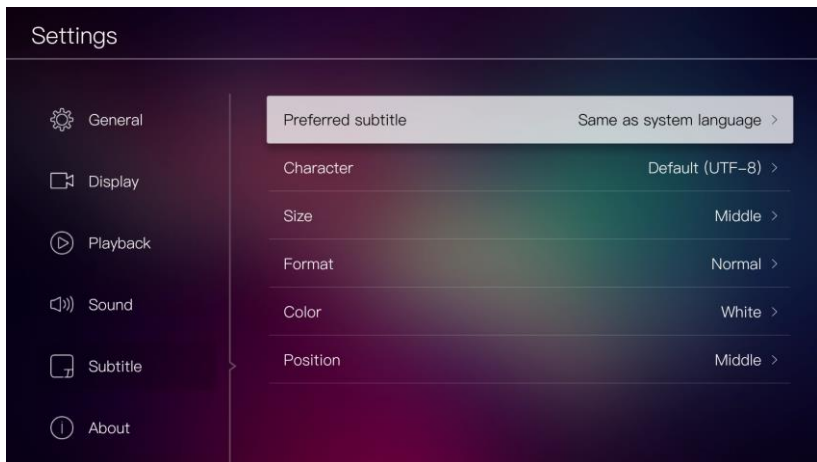 Settings
General
Display
Playback
Sound
Subtitle
About
Preferred subtitle Same as system language >
Character Default (UTF-8) >
Size Middle >
Format Normal >
Color White >
Position Middle >